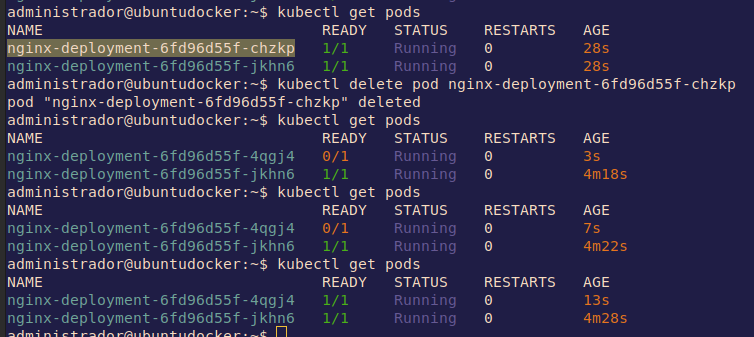 administrador@ubuntudocker:~$ kubectl get pods
NAME READY STATUS RESTARTS AGE
nginx-deployment-6fd96d55f-chzkp 1/1 Running 0 28s
nginx-deployment-6fd96d55f-jkhn6 1/1 Running 0 28s
administrador@ubuntudocker:~$ kubectl delete pod nginx-deployment-6fd96d55f-chzkp
pod "nginx-deployment-6fd96d55f-chzkp" deleted
administrador@ubuntudocker:~$ kubectl get pods
NAME READY STATUS RESTARTS AGE
nginx-deployment-6fd96d55f-4qgj4 0/1 Running 0 3s
nginx-deployment-6fd96d55f-jkhn6 1/1 Running 0 4m18s
administrador@ubuntudocker:~$ kubectl get pods
NAME READY STATUS RESTARTS AGE
nginx-deployment-6fd96d55f-4qgj4 0/1 Running 0 7s
nginx-deployment-6fd96d55f-jkhn6 1/1 Running 0 4m22s
administrador@ubuntudocker:~$ kubectl get pods
NAME READY STATUS RESTARTS AGE
nginx-deployment-6fd96d55f-4qgj4 1/1 Running 0 13s
nginx-deployment-6fd96d55f-jkhn6 1/1 Running 0 4m28s
administrador@ubuntudocker:~$